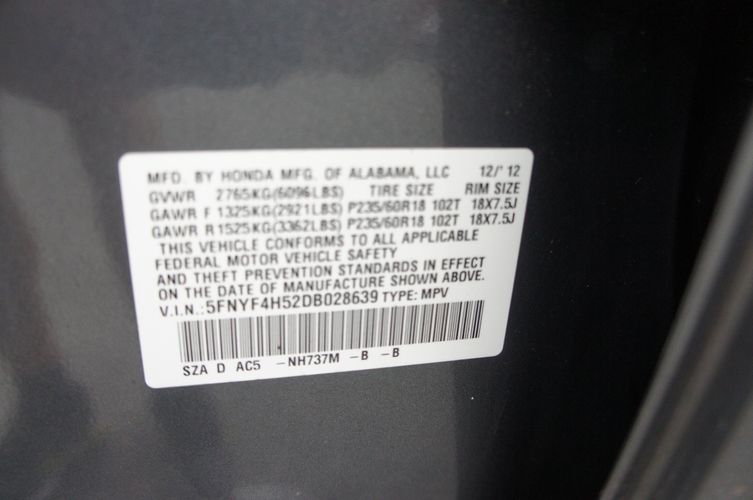 MFD. BY HONDA MFG. OF ALABAMA, LLC 12/'12
GVWR 2765KG(6096LBS) TIRE SIZE RIM SIZE
GAWR F 1325KG(2921LBS) P235/60R18 102T 18X7.5J
GAWR R1525KG(3362LBS) P235/60R18 102T 18X7.5J
THIS VEHICLE CONFORMS TO ALL APPLICABLE
FEDERAL MOTOR VEHICLE SAFETY
AND THEFT PREVENTION STANDARDS IN EFFECT
ON THE DATE OF MANUFACTURE SHOWN ABOVE.
V.I.N.:5FNYF4H52DB028639 TYPE: MPV
SZA D AC5 -NH737M -B -B